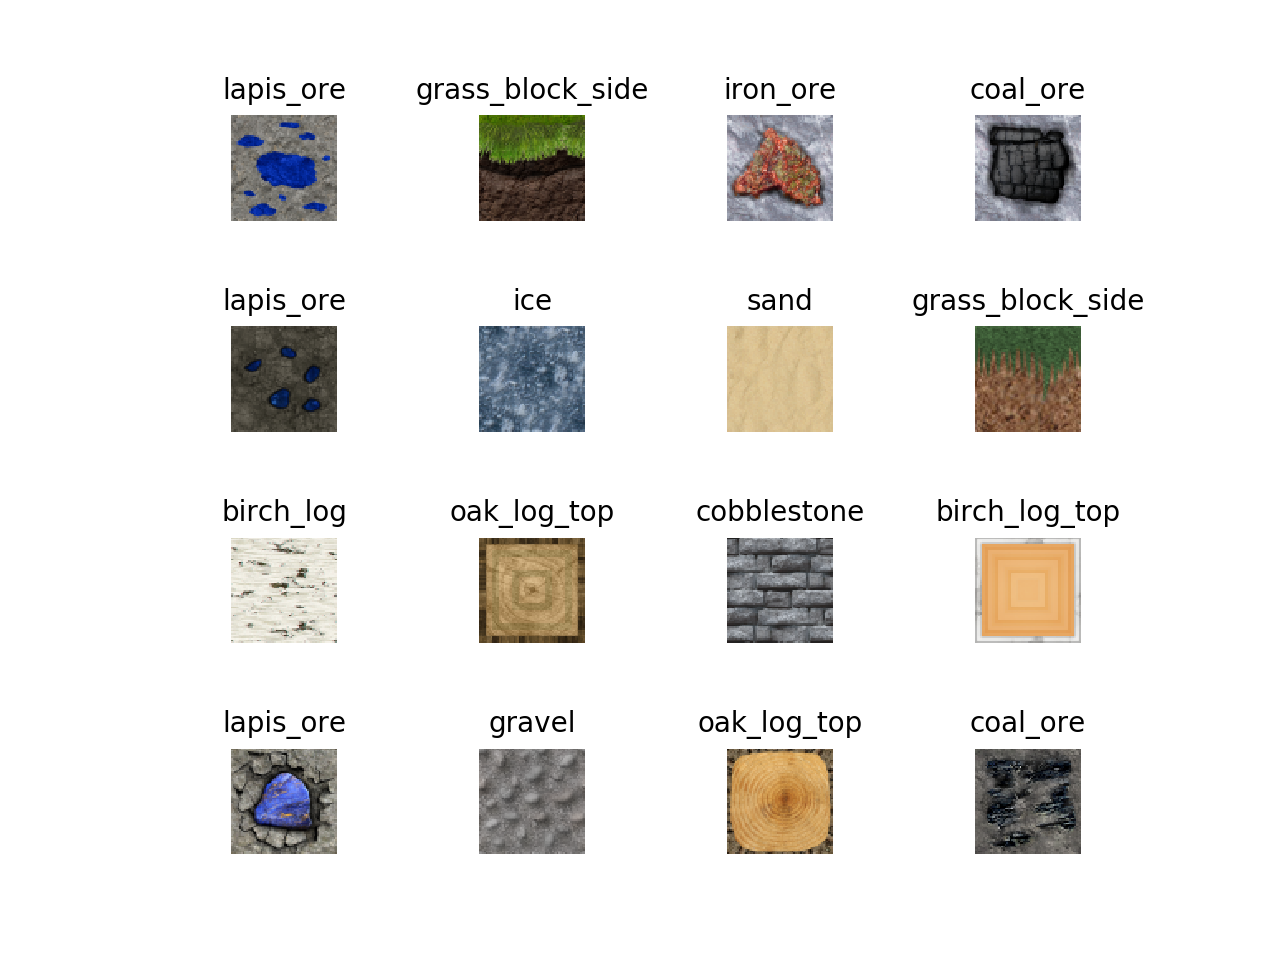 lapis_ore grass_block_side iron_ore coal_ore
lapis_ore ice sand grass_block_side
birch_log oak_log_top cobblestone birch_log_top
lapis_ore gravel oak_log_top coal_ore